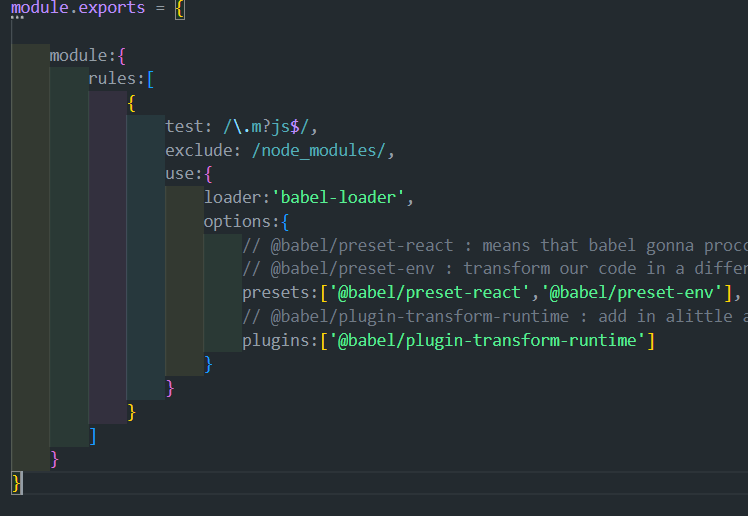 module.exports = {
module:{
rules:[
{
test: /\.m?js$/,
exclude: /node_modules/,
use:{
loader:'babel-loader',
options:{
// @babel/preset-react : means that babel gonna
// @babel/preset-env : transform our code in a
presets:['@babel/preset-react','@babel/preset-env'],
// @babel/plugin-transform-runtime : add in alittle
plugins:['@babel/plugin-transform-runtime']
}
}
}
]
}
}